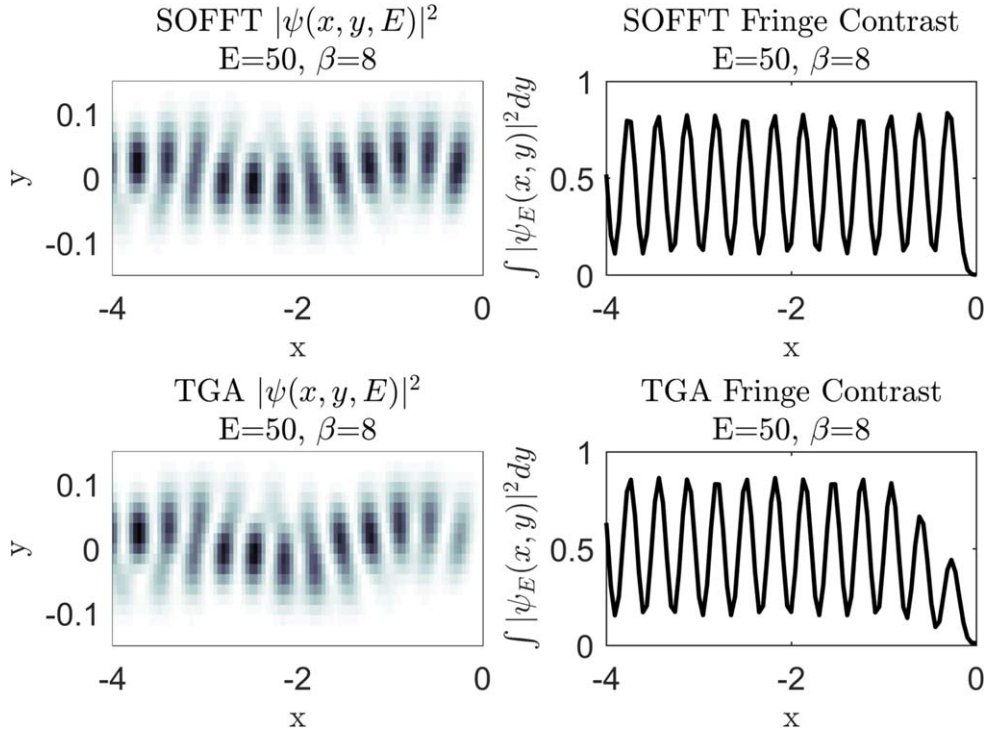 SOFFT |ψ(x, y, E)|²
E=50, β=8
0.1
0
-0.1
y
-4
-2
0
x
SOFFT Fringe Contrast
E=50, β=8
1
0.5
0
∫ |ψ_E(x, y)|² dy
-4
-2
0
x
TGA |ψ(x, y, E)|²
E=50, β=8
0.1
0
-0.1
y
-4
-2
0
x
TGA Fringe Contrast
E=50, β=8
1
0.5
0
∫ |ψ_E(x, y)|² dy
-4
-2
0
x